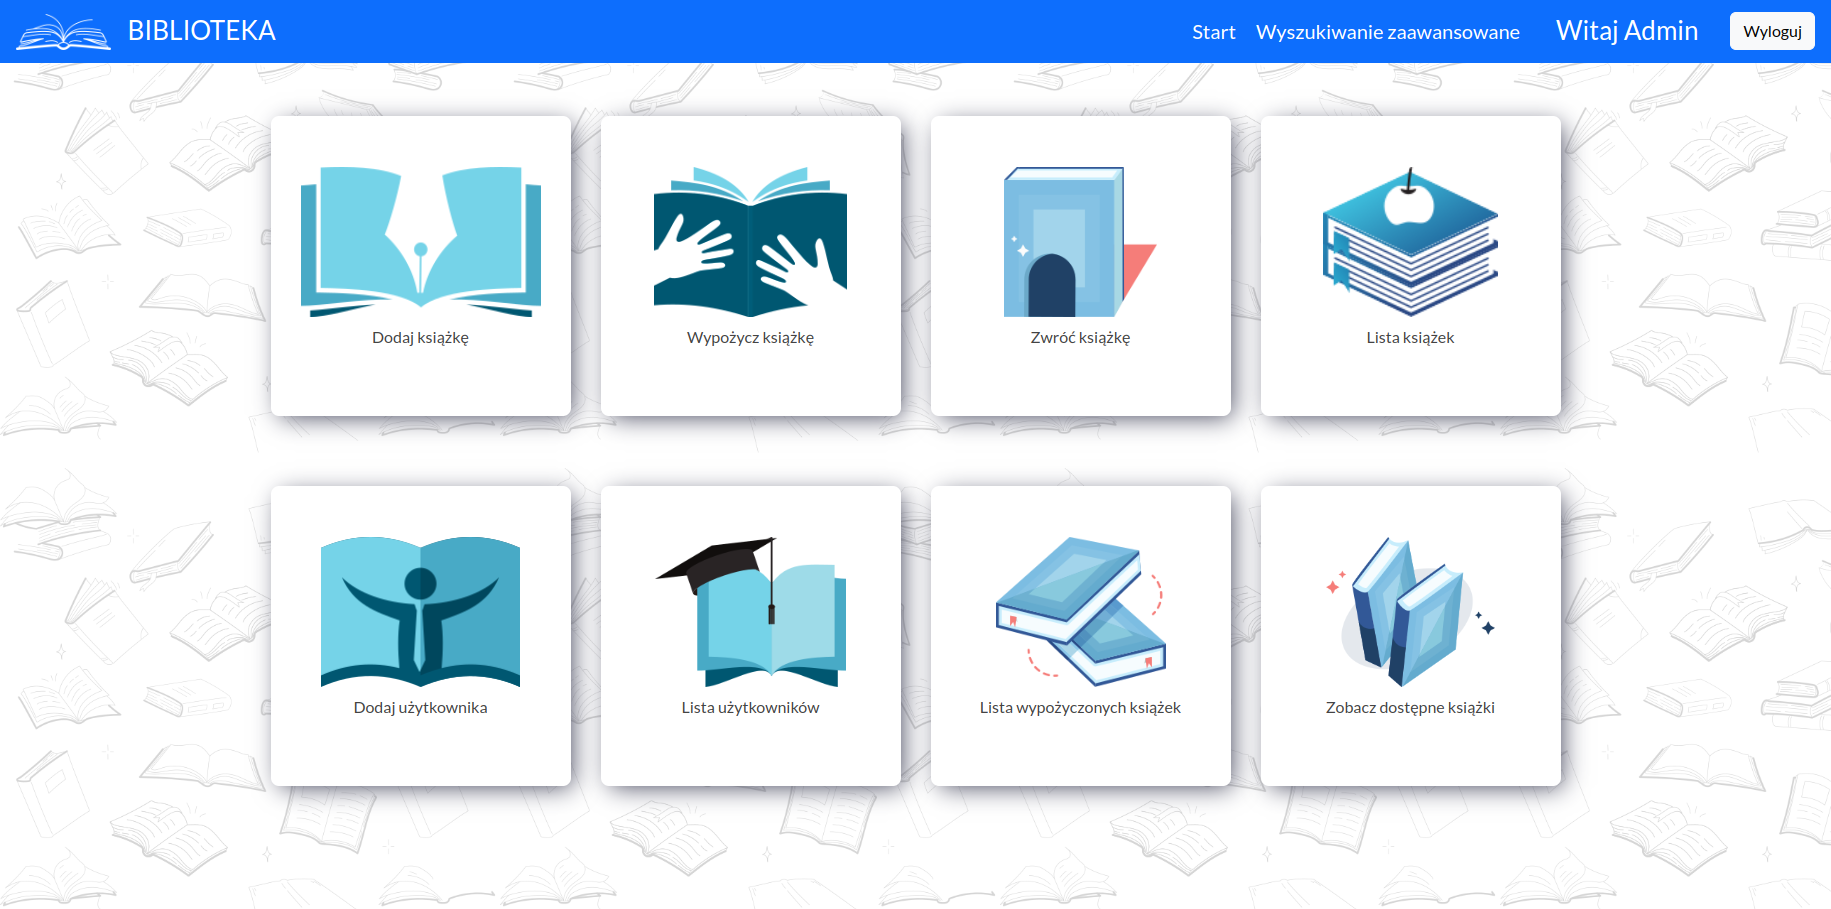 BIBLIOTEKA
Start
Wyszukiwanie zaawansowane
Witaj Admin
Wyloguj
Dodaj książkę
Wypożycz książkę
Zwróć książkę
Lista książek
Dodaj użytkownika
Lista użytkowników
Lista wypożyczonych książek
Zobacz dostępne książki